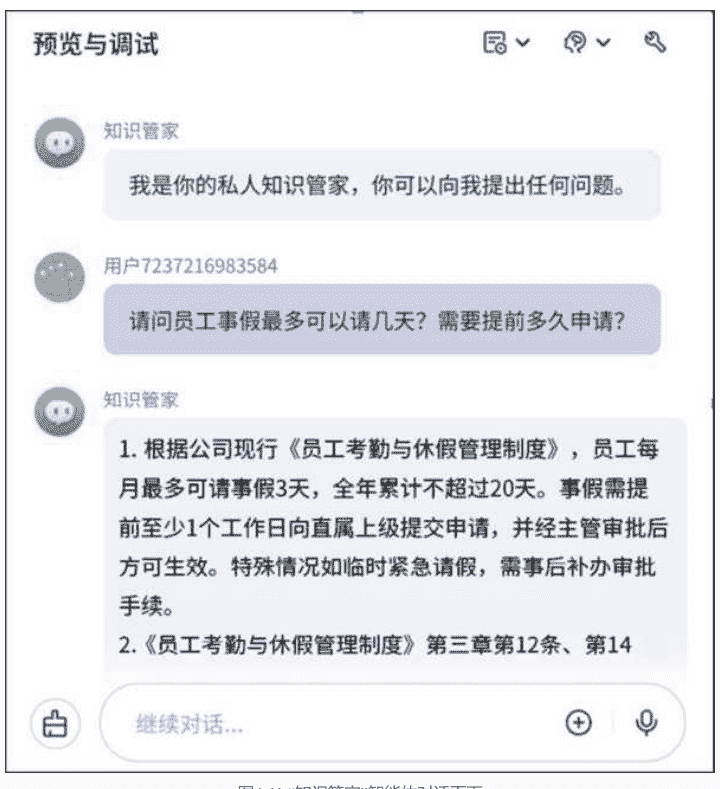 预览与调试
知识管家
我是你的私人知识管家，你可以向我提出任何问题。
用户7237216983584
请问员工事假最多可以请几天？需要提前多久申请？
知识管家
1. 根据公司现行《员工考勤与休假管理制度》，员工每
月最多可请事假3天，全年累计不超过20天。事假需提
前至少1个工作日向直属上级提交申请，并经主管审批后
方可生效。特殊情况如临时紧急请假，需事后补办审批
手续。
2.《员工考勤与休假管理制度》第三章第12条、第14
继续对话...